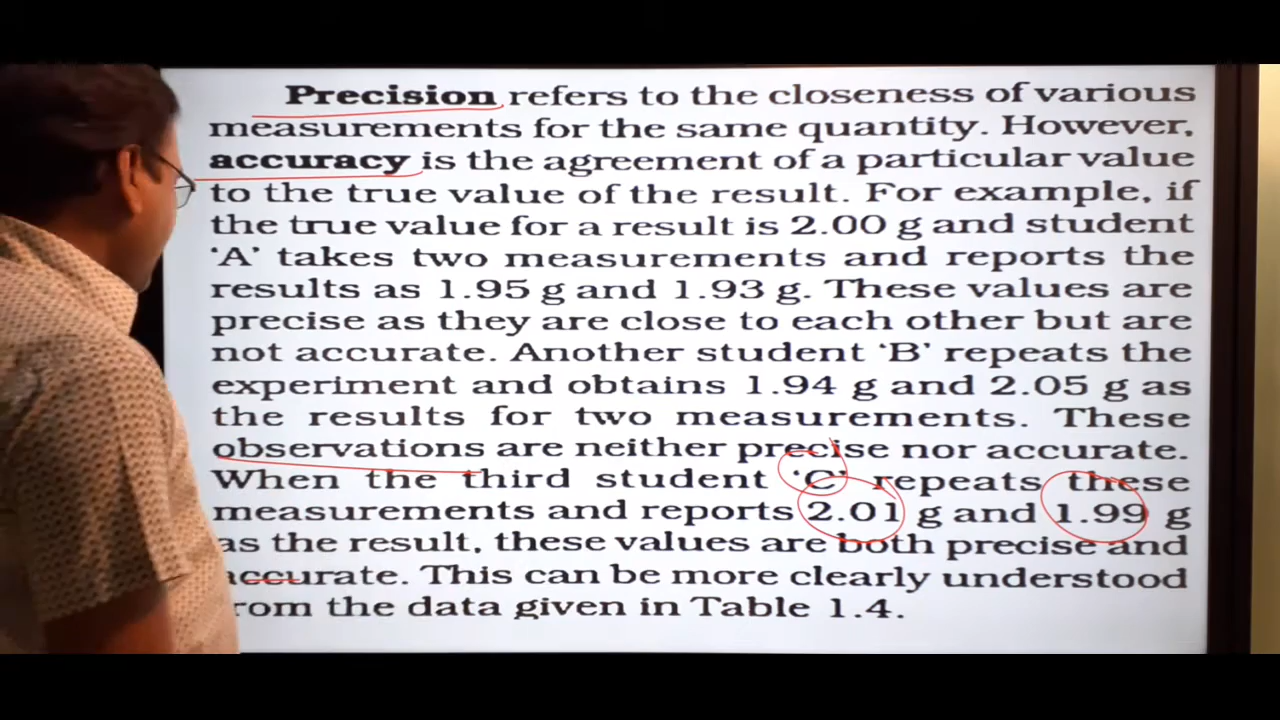 Precision refers to the closeness of various
measurements for the same quantity. However,
accuracy is the agreement of a particular value
to the true value of the result. For example, if
the true value for a result is 2.00 g and student
‘A’ takes two measurements and reports the
results as 1.95 g and 1.93 g. These values are
precise as they are close to each other but are
not accurate. Another student ‘B’ repeats the
experiment and obtains 1.94 g and 2.05 g as
the results for two measurements. These
observations are neither precise nor accurate.
When the third student ‘C’ repeats these
measurements and reports 2.01 g and 1.99 g
as the result, these values are both precise and
accurate. This can be more clearly understood
from the data given in Table 1.4.